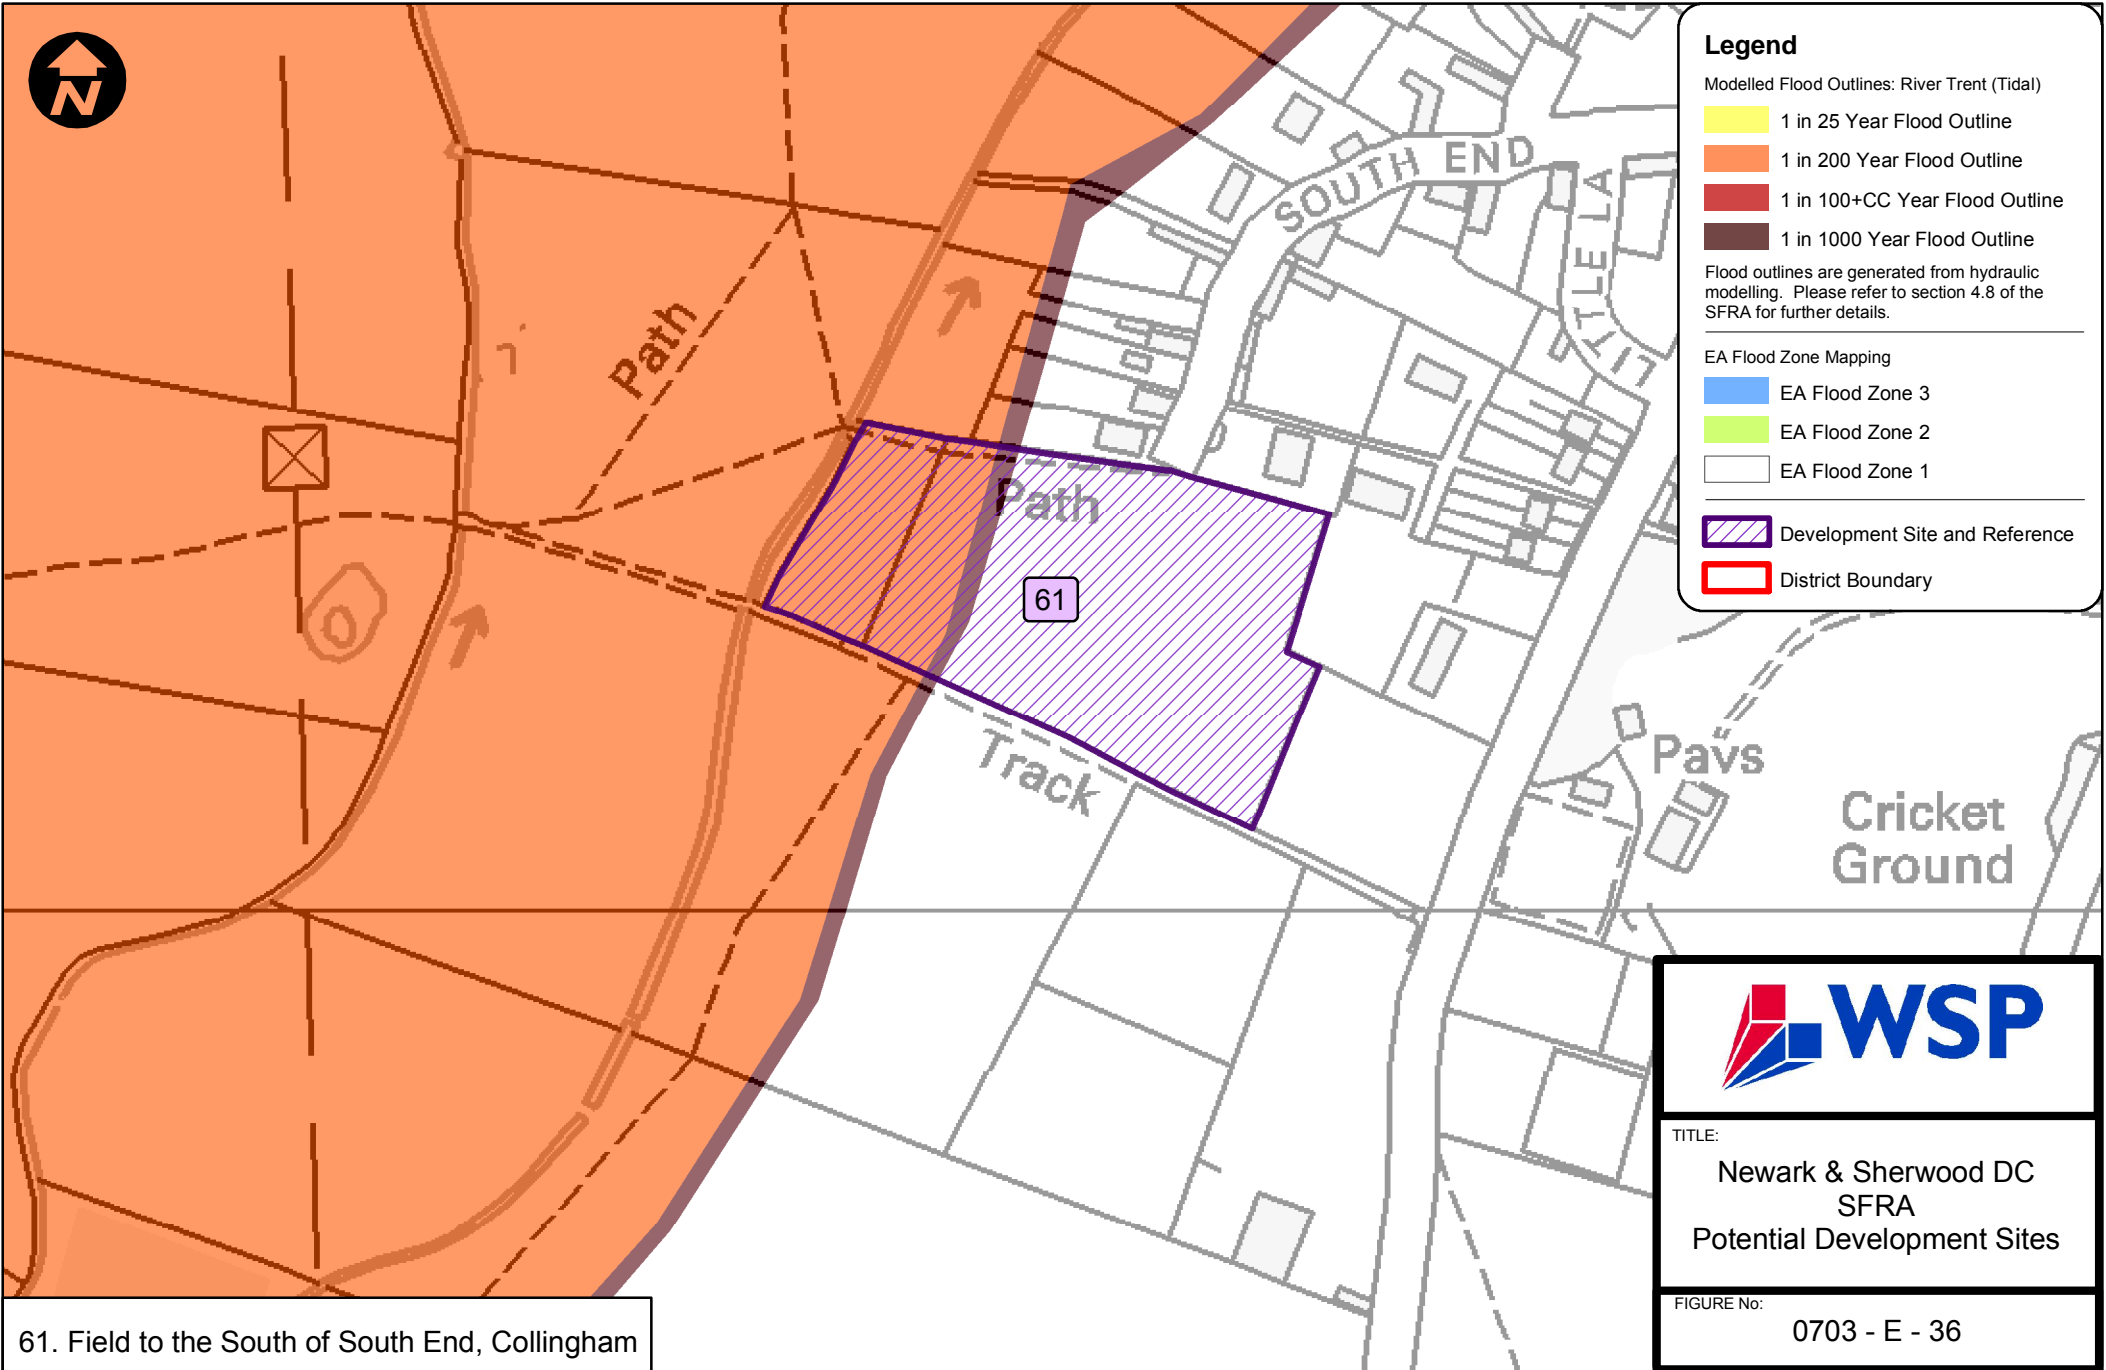 N
Path
Path
61
Track
SOUTH END
LITTLE LA
Pavs
Cricket
Ground
Legend
Modelled Flood Outlines: River Trent (Tidal)
1 in 25 Year Flood Outline
1 in 200 Year Flood Outline
1 in 100+CC Year Flood Outline
1 in 1000 Year Flood Outline
Flood outlines are generated from hydraulic
modelling. Please refer to section 4.8 of the
SFRA for further details.
EA Flood Zone Mapping
EA Flood Zone 3
EA Flood Zone 2
EA Flood Zone 1
Development Site and Reference
District Boundary
WSP
TITLE:
Newark & Sherwood DC
SFRA
Potential Development Sites
FIGURE No:
0703 - E - 36
61. Field to the South of South End, Collingham